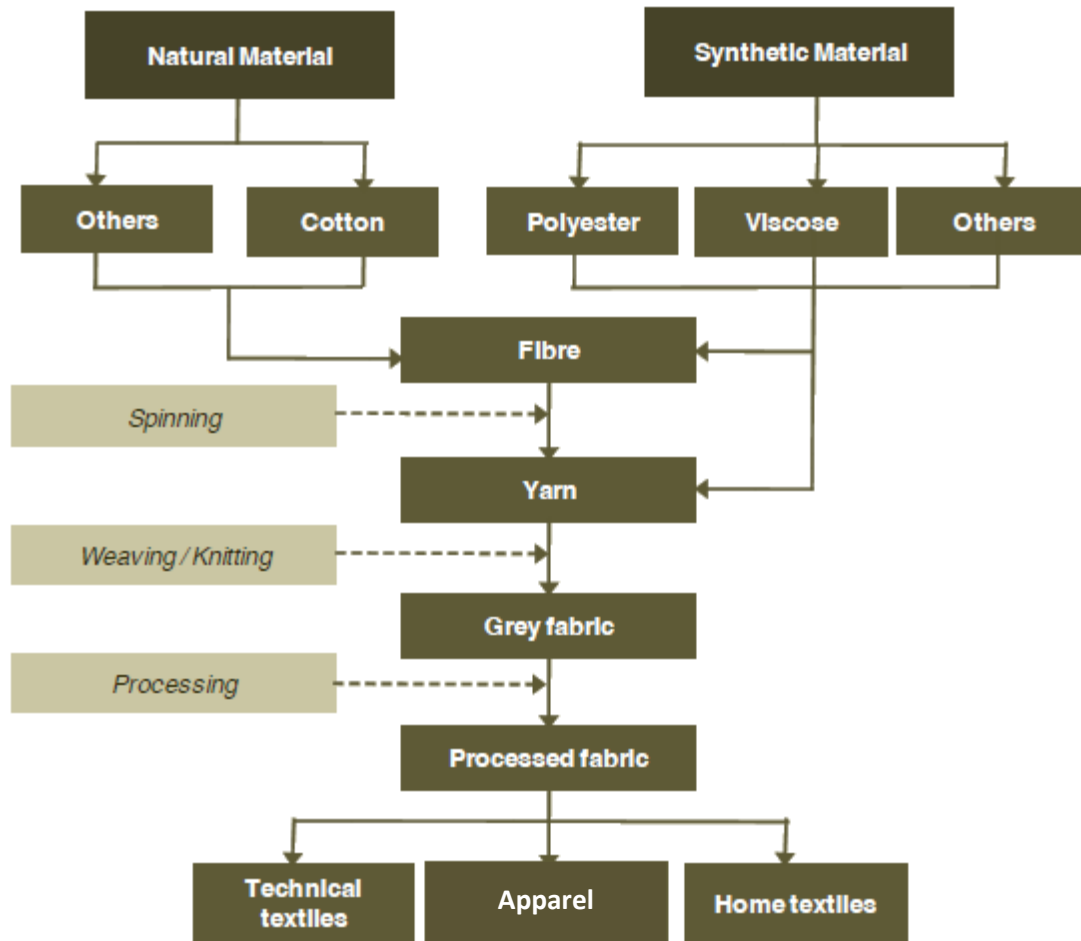 Natural Material
Synthetic Material
Others
Cotton
Polyester
Viscose
Others
Fibre
Spinning
Yarn
Weaving / Knitting
Grey fabric
Processing
Processed fabric
Technical
textiles
Apparel
Home textiles